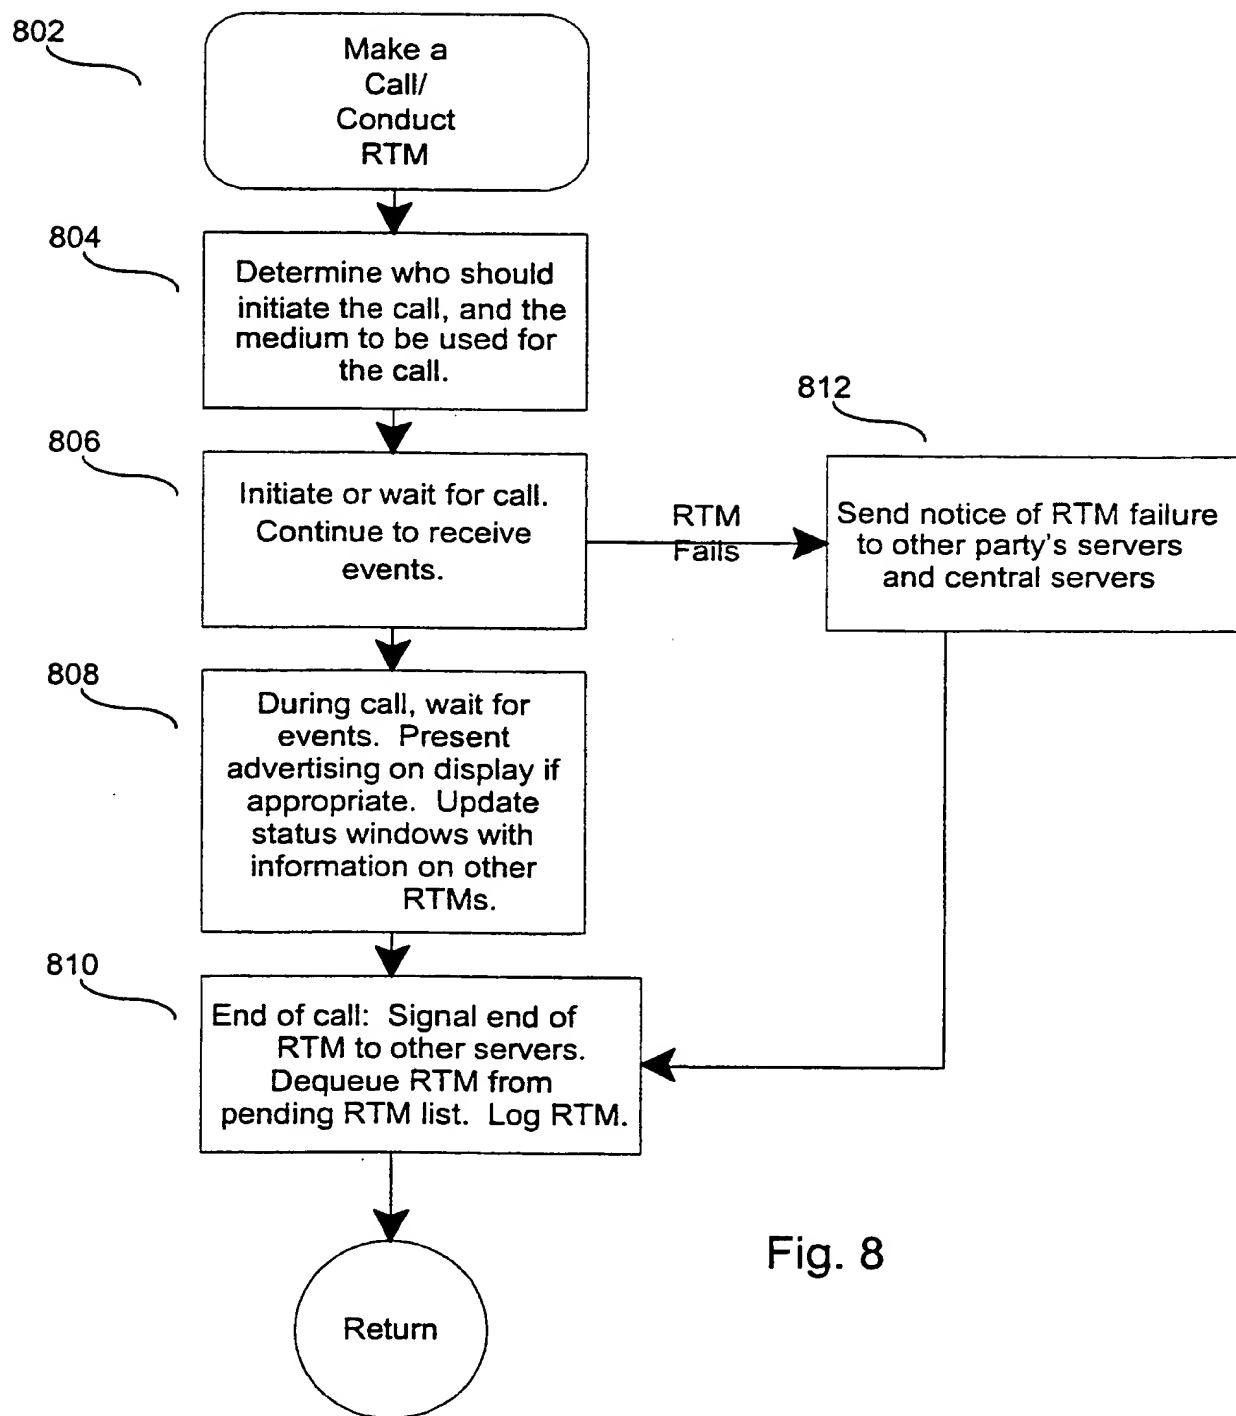 802
Make a
Call/
Conduct
RTM
804
Determine who should
initiate the call, and the
medium to be used for
the call.
806
Initiate or wait for call.
Continue to receive
events.
RTM
Fails
812
Send notice of RTM failure
to other party's servers
and central servers
808
During call, wait for
events. Present
advertising on display if
appropriate. Update
status windows with
information on other
RTMs.
810
End of call: Signal end of
RTM to other servers.
Dequeue RTM from
pending RTM list. Log RTM.
Return
Fig. 8